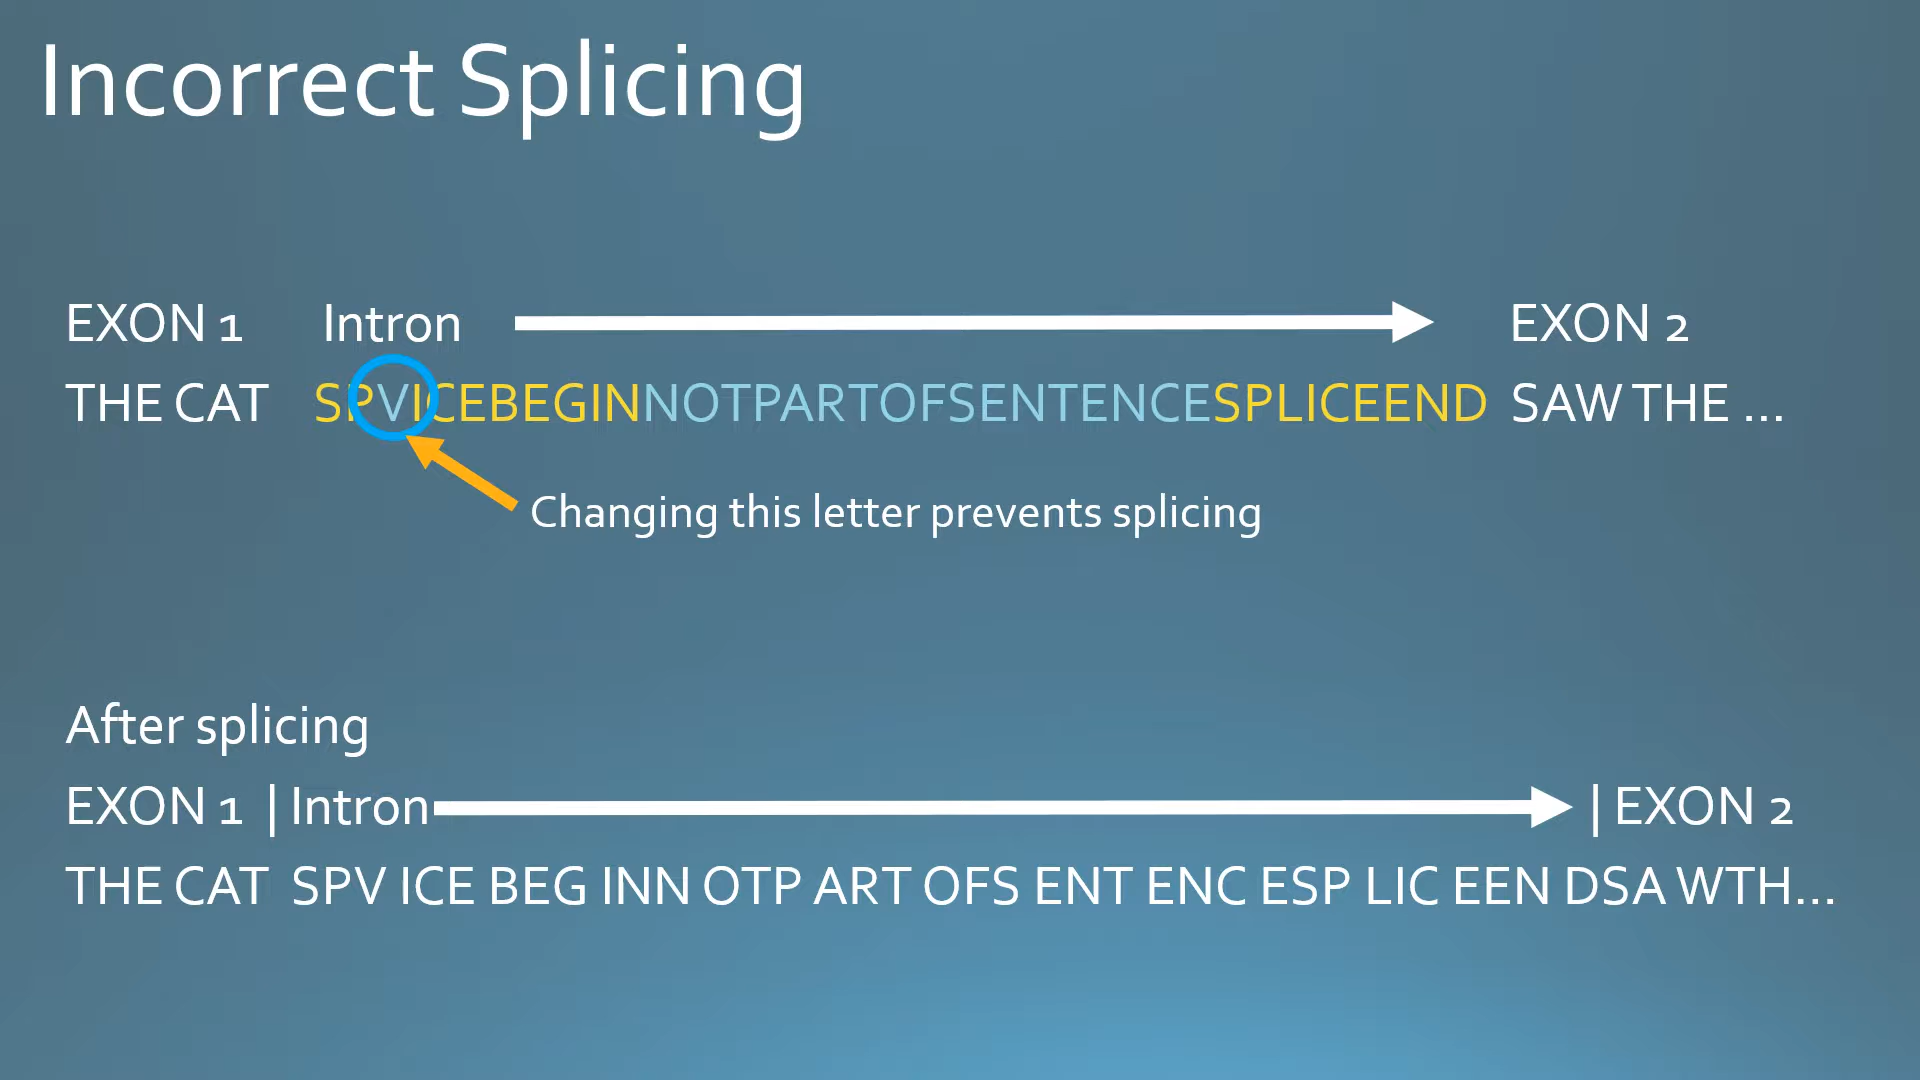 Incorrect Splicing
EXON 1 Intron EXON 2
THE CAT SPVICEBEGINNOTPARTOFSENTENCESPLICEEND SAW THE ...
Changing this letter prevents splicing
After splicing
EXON 1 | Intron | EXON 2
THE CAT SPV ICE BEG INN OTP ART OFS ENT ENC ESP LIC EEN DSA WTH...